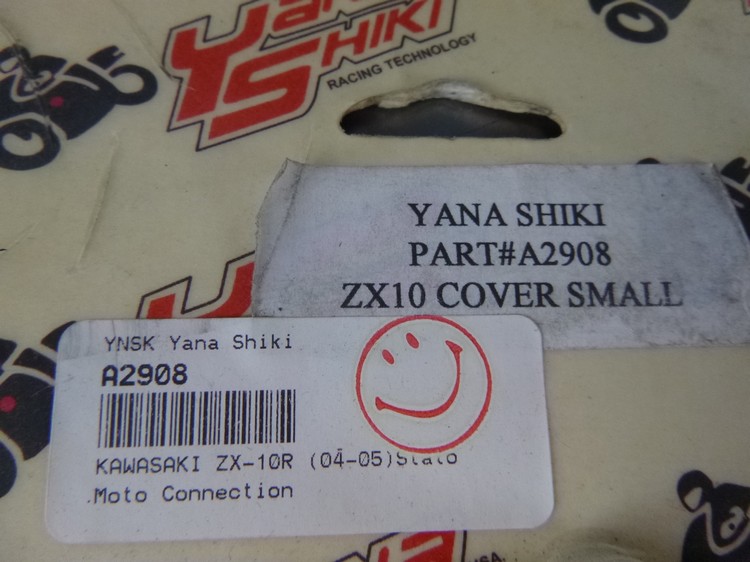 Yana
SHIKI
RACING TECHNOLOGY
YANA SHIKI
PART#A2908
ZX10 COVER SMALL
YNSK Yana Shiki
A2908
KAWASAKI ZX-10R (04-05)Stato
Moto Connection
USA.